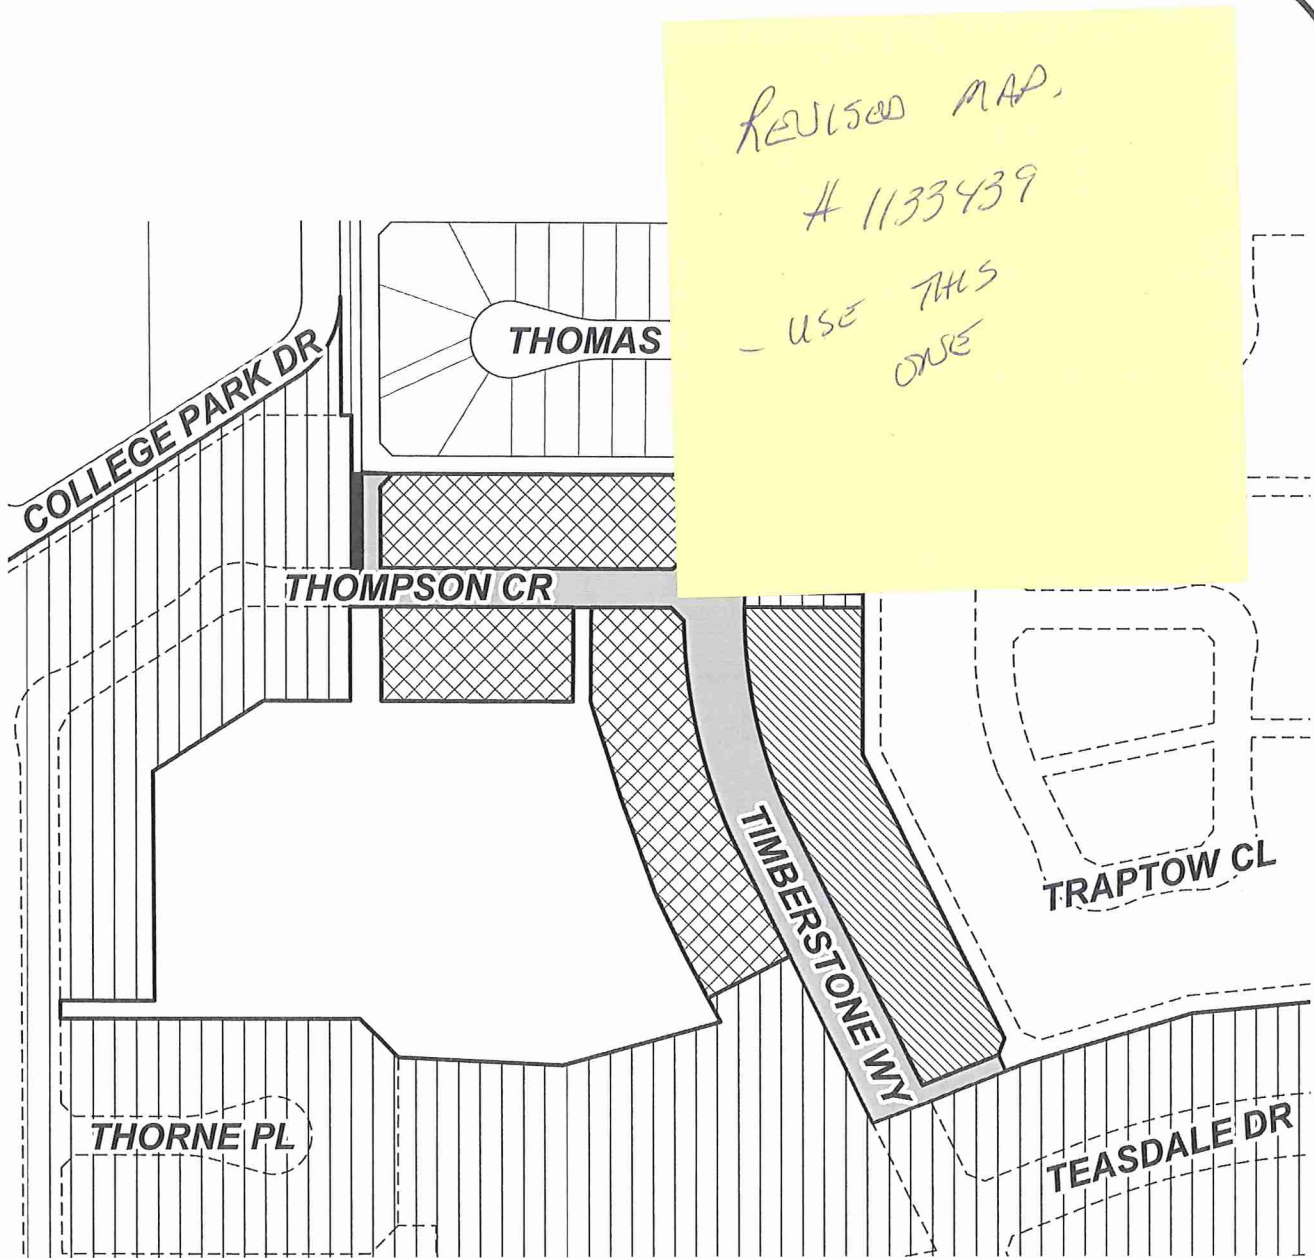 REVISED MAP.
# 1133439
- USE THIS
ONE
THOMAS
COLLEGE PARK DR
THOMPSON CR
TIMBERSTONE WY
TRAPTOW CL
THORNE PL
TEASDALE DR